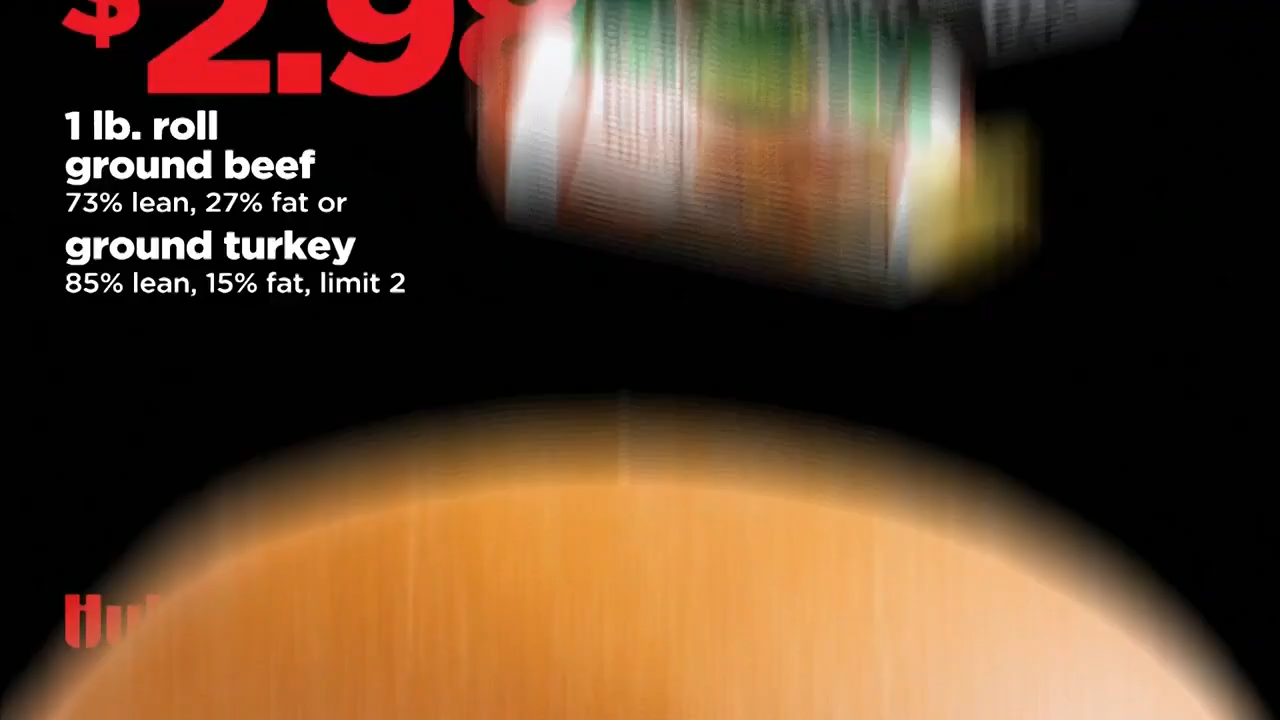 $2.98
1 lb. roll
ground beef
73% lean, 27% fat or
ground turkey
85% lean, 15% fat, limit 2